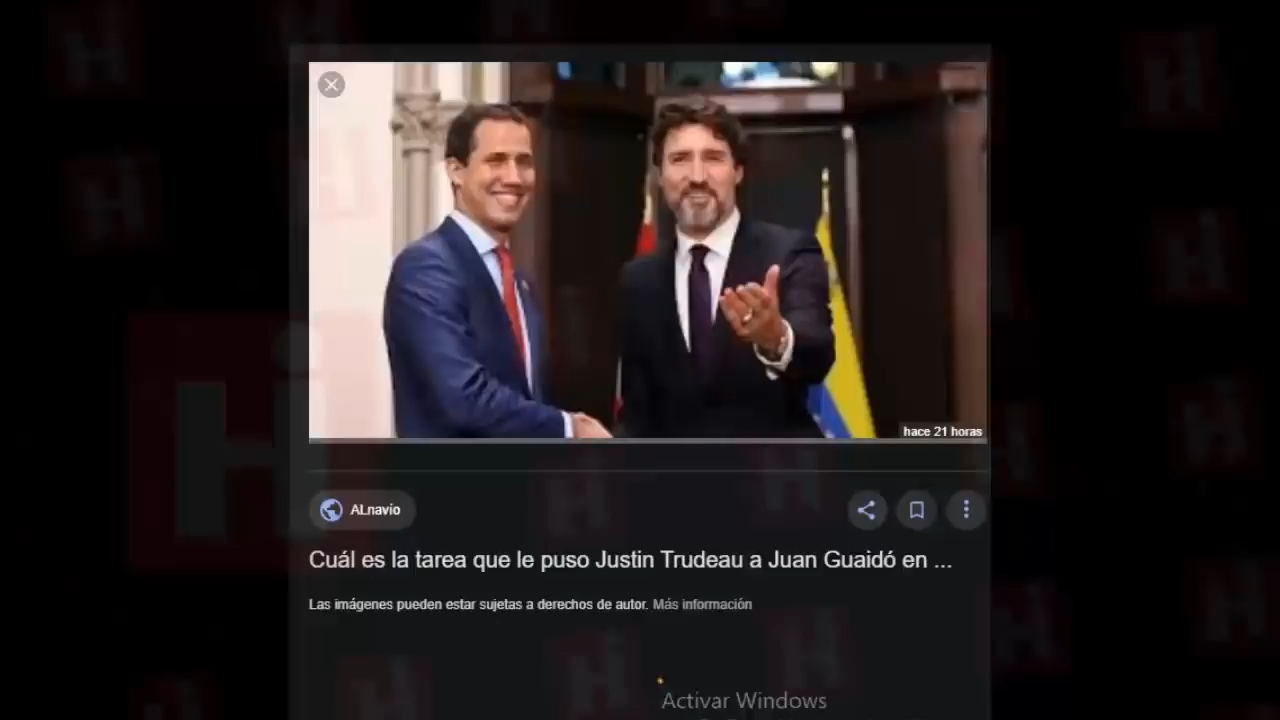 hace 21 horas
ALnavío
Cuál es la tarea que le puso Justin Trudeau a Juan Guaidó en ...
Las imágenes pueden estar sujetas a derechos de autor. Más información
Activar Windows